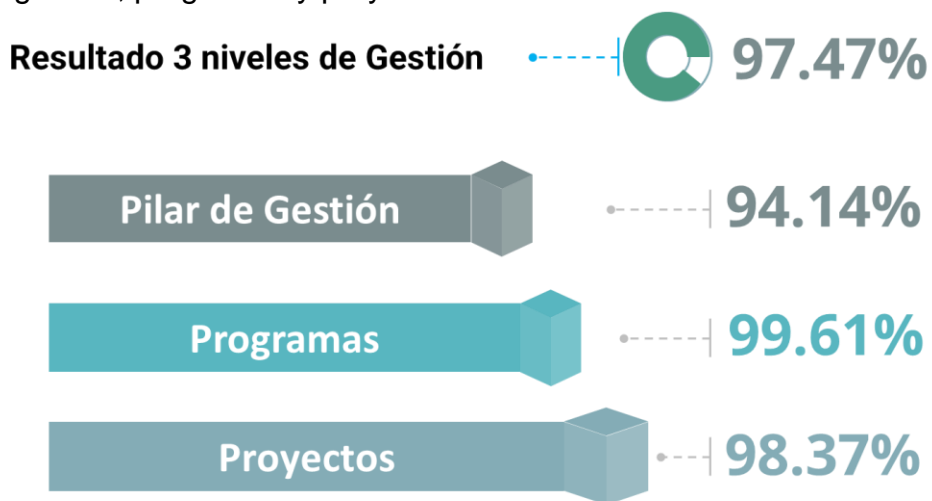 Resultado 3 niveles de Gestión 97.47%
Pilar de Gestión 94.14%
Programas 99.61%
Proyectos 98.37%